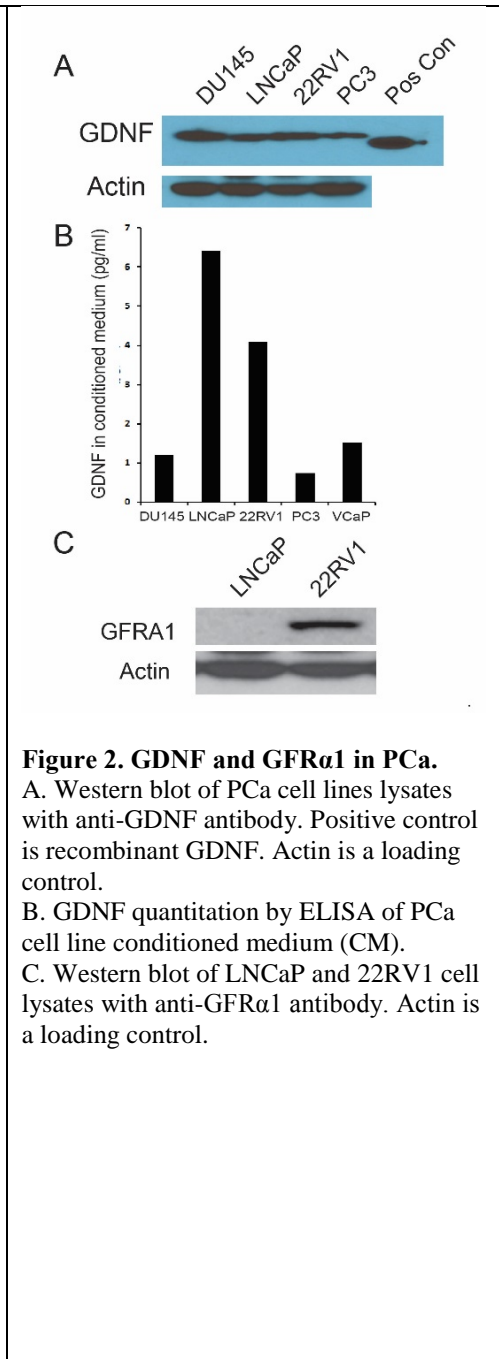 A
DU145 LNCaP 22RV1 PC3 Pos Con
GDNF
Actin
B
GDNF in conditioned medium (pg/ml)
7
6
5
4
3
2
1
0
DU145 LNCaP 22RV1 PC3 VCaP
C
LNCaP 22RV1
GFRA1
Actin
Figure 2. GDNF and GFRα1 in PCa.
A. Western blot of PCa cell lines lysates
with anti-GDNF antibody. Positive control
is recombinant GDNF. Actin is a loading
control.
B. GDNF quantitation by ELISA of PCa
cell line conditioned medium (CM).
C. Western blot of LNCaP and 22RV1 cell
lysates with anti-GFRα1 antibody. Actin is
a loading control.